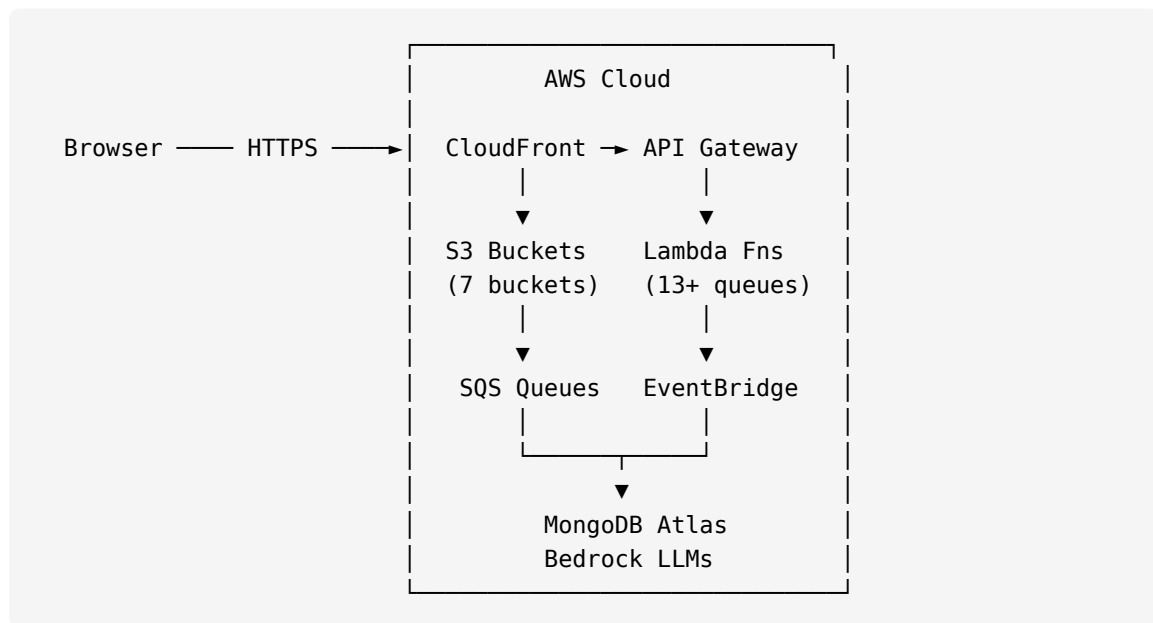 AWS Cloud
Browser ──── HTTPS ────► CloudFront ─► API Gateway
S3 Buckets Lambda Fns
(7 buckets) (13+ queues)
SQS Queues EventBridge
MongoDB Atlas
Bedrock LLMs